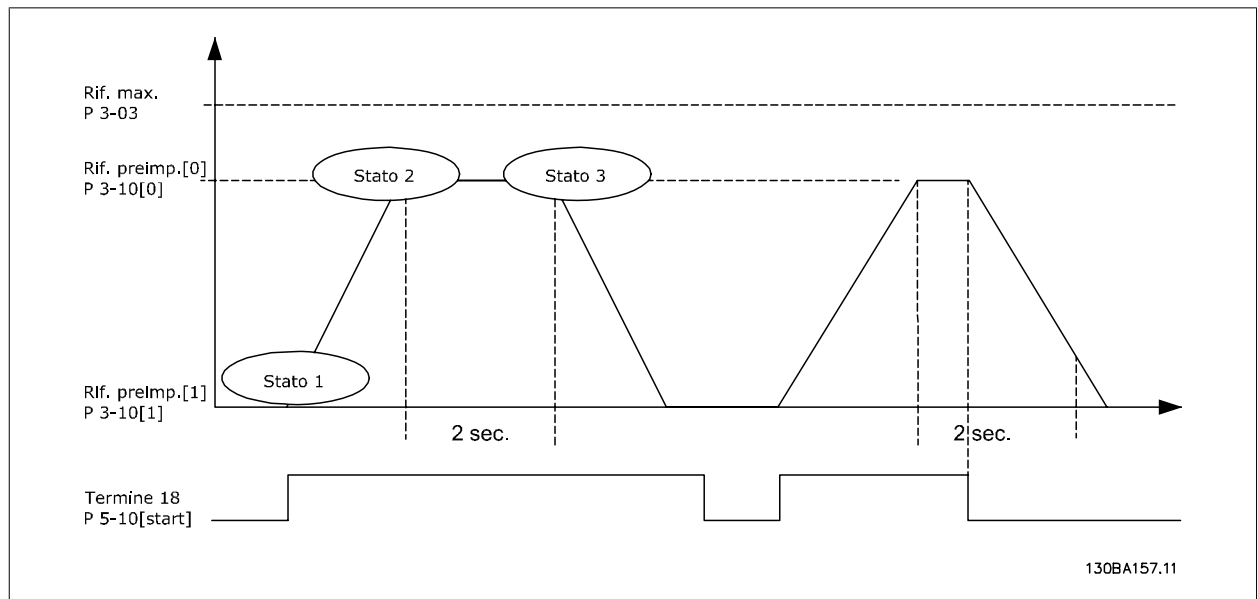 Rif. max.
P 3-03
Rif. preimp.[0]
P 3-10[0]
Stato 2
Stato 3
Stato 1
RIf. preImp.[1]
P 3-10[1]
2 sec.
2 sec.
Termine 18
P 5-10[start]
130BA157.11